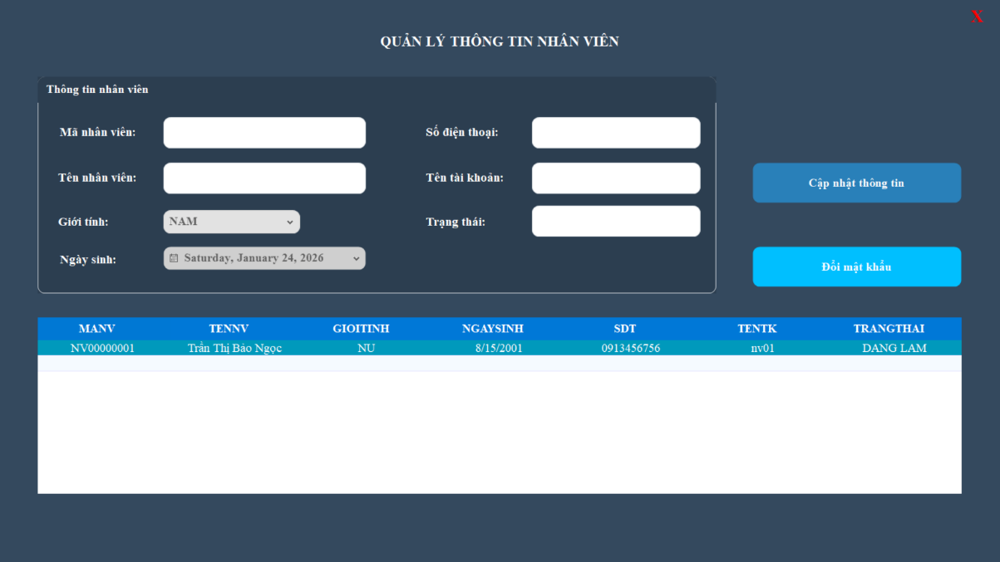 X
QUẢN LÝ THÔNG TIN NHÂN VIÊN
Thông tin nhân viên
Mã nhân viên:
Số điện thoại:
Tên nhân viên:
Tên tài khoản:
Cập nhật thông tin
Giới tính: NAM
Trạng thái:
Ngày sinh: Saturday, January 24, 2026
Đổi mật khẩu
MANV TENNV GIOITINH NGAYSINH SDT TENTK TRANGTHAI
NV00000001 Trần Thị Bảo Ngọc NU 8/15/2001 0913456756 nv01 DANG LAM